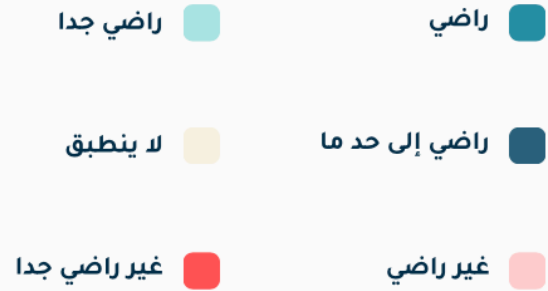 راضي
راضي جدا
راضي إلى حد ما
لا ينطبق
غير راضي
غير راضي جدا